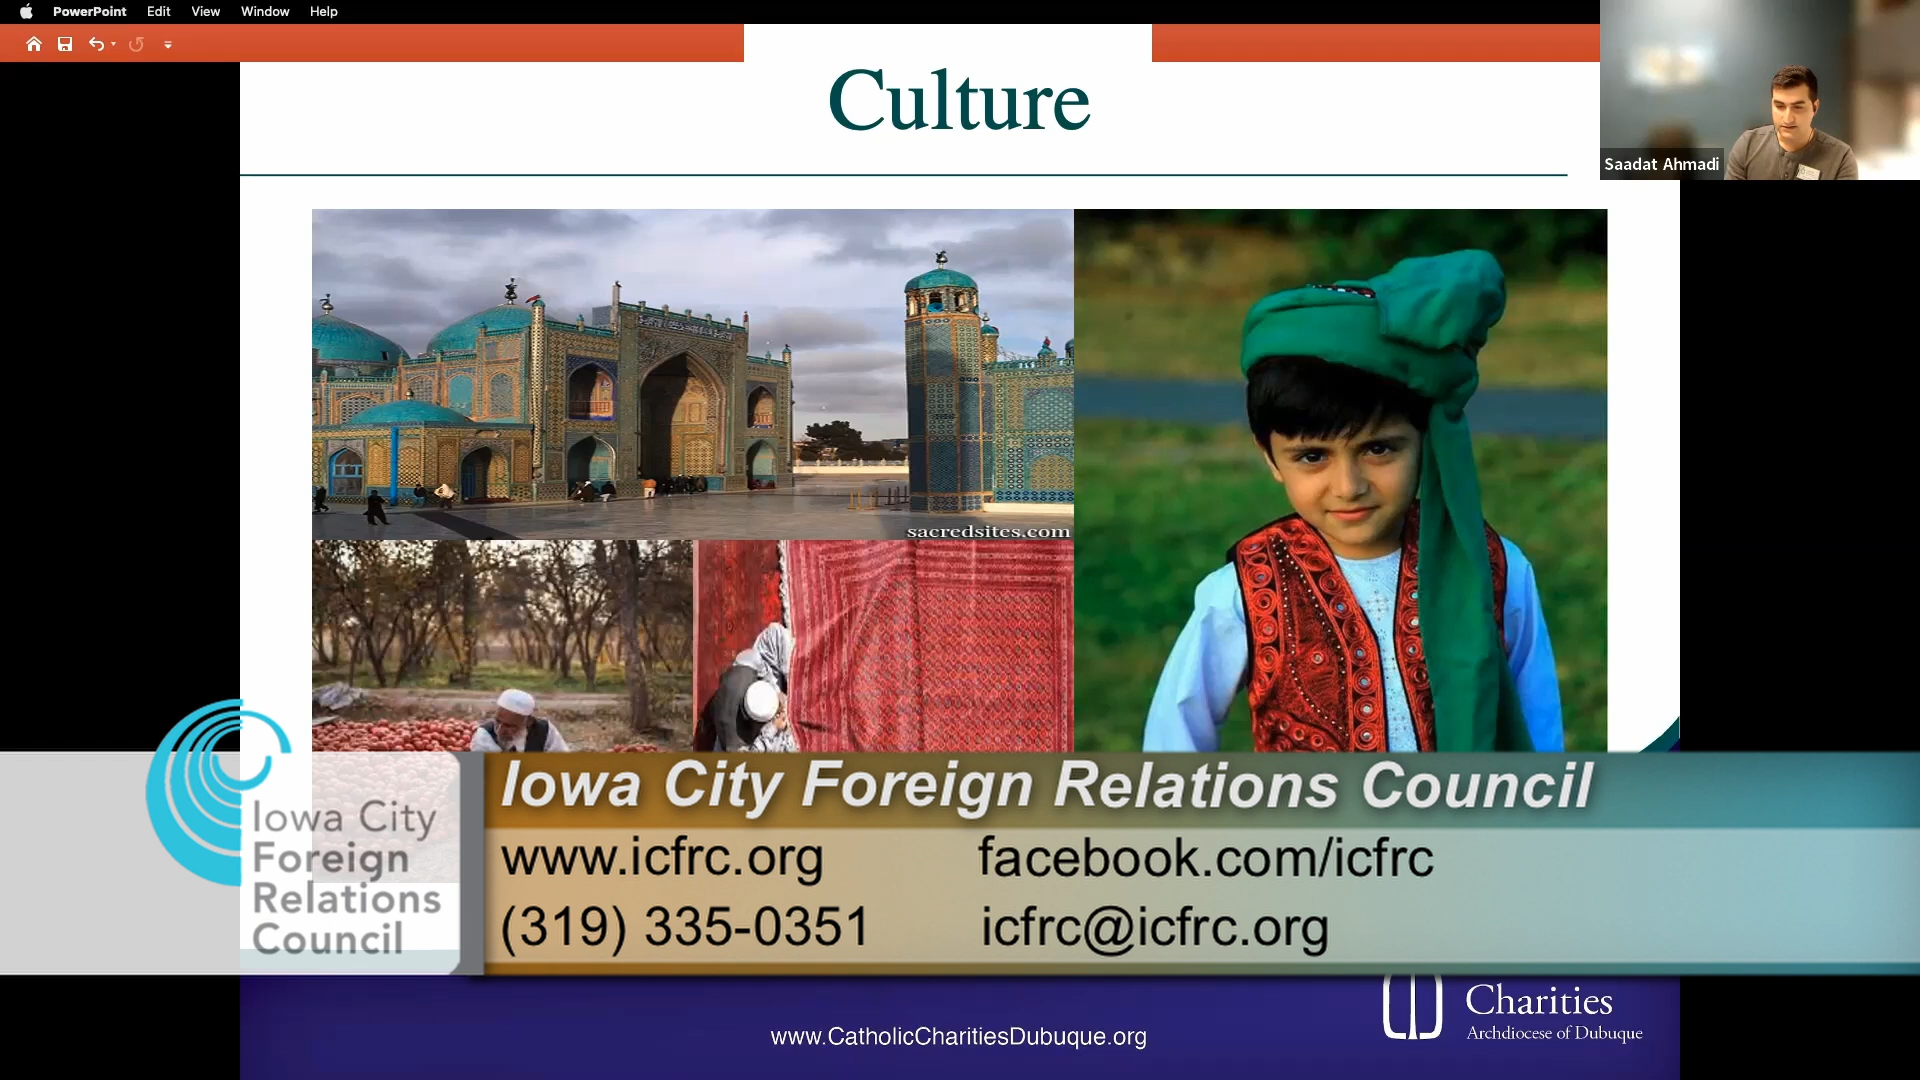 PowerPoint Edit View Window Help
Culture
Saadat Ahmadi
sacredsites.com
Iowa City
Foreign
Relations
Council
Iowa City Foreign Relations Council
www.icfrc.org facebook.com/icfrc
(319) 335-0351 icfrc@icfrc.org
Charities
Archdiocese of Dubuque
www.CatholicCharitiesDubuque.org